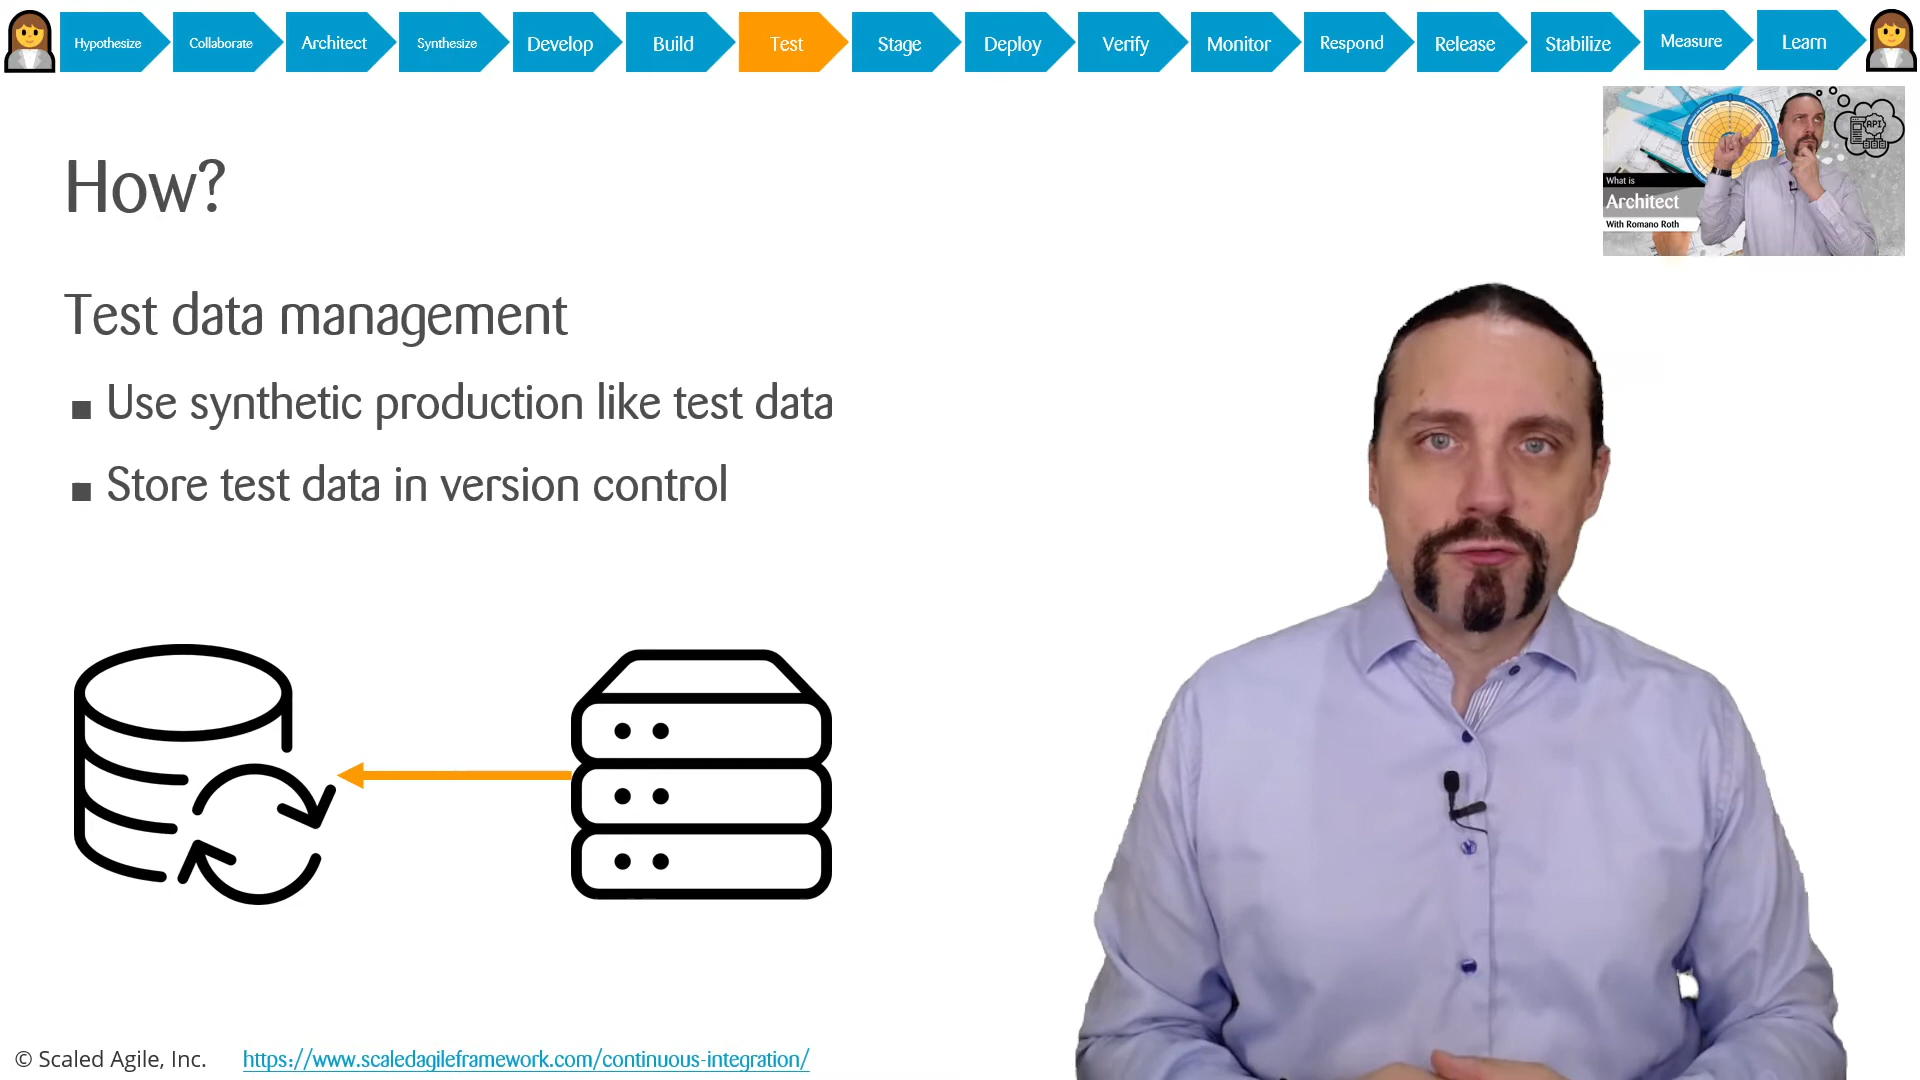 Hypothesize
Collaborate
Architect
Synthesize
Develop
Build
Test
Stage
Deploy
Verify
Monitor
Respond
Release
Stabilize
Measure
Learn
API
What is
Architect
With Romano Roth
How?
Test data management
■ Use synthetic production like test data
■ Store test data in version control
© Scaled Agile, Inc.
https://www.scaledagileframework.com/continuous-integration/